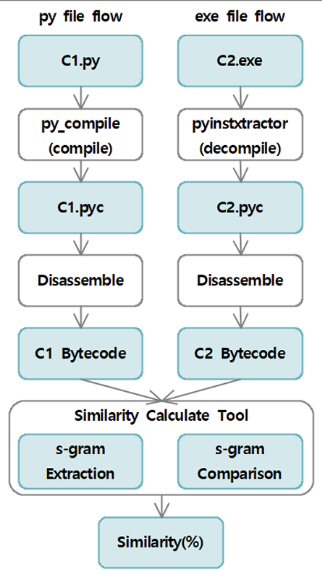 py file flow
exe file flow
C1.py
C2.exe
py_compile
(compile)
pyinstxtractor
(decompile)
C1.pyc
C2.pyc
Disassemble
Disassemble
C1 Bytecode
C2 Bytecode
Similarity Calculate Tool
s-gram
Extraction
s-gram
Comparison
Similarity(%)